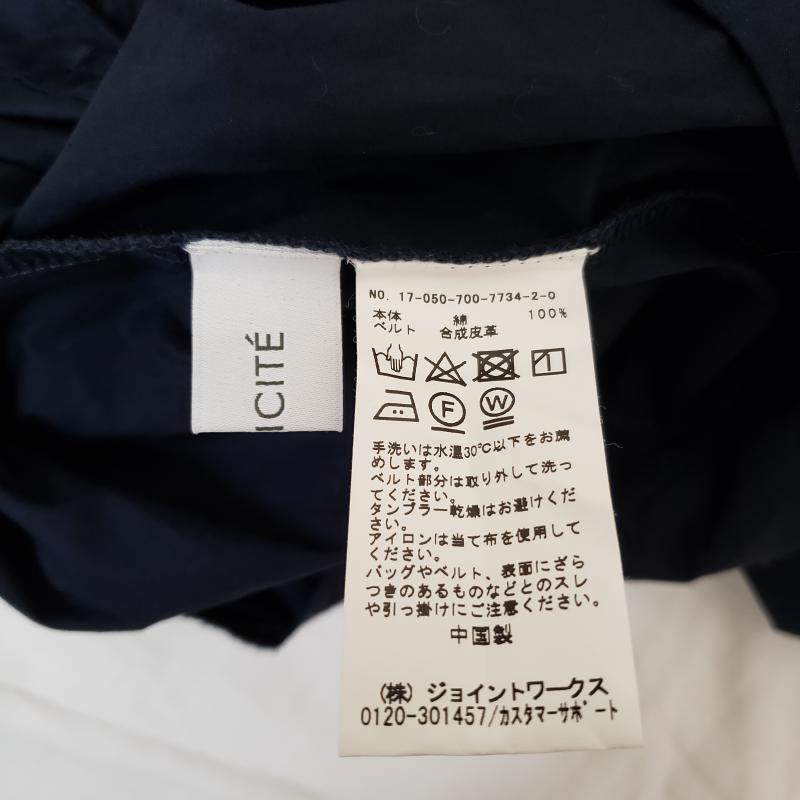 ICITÉ
NO. 17-050-700-7734-2-0
本体 綿 100%
ベルト 合成皮革
F W
手洗いは水温30℃以下をお薦
めします。
ベルト部分は取り外して洗っ
てください。
タンブラー乾燥はお避けくだ
さい。
アイロンは当て布を使用して
ください。
バッグやベルト、表面にざら
つきのあるものなどとのスレ
や引っ掛けにご注意ください。
中国製
(株) ジョイントワークス
0120-301457/カスタマーサポート